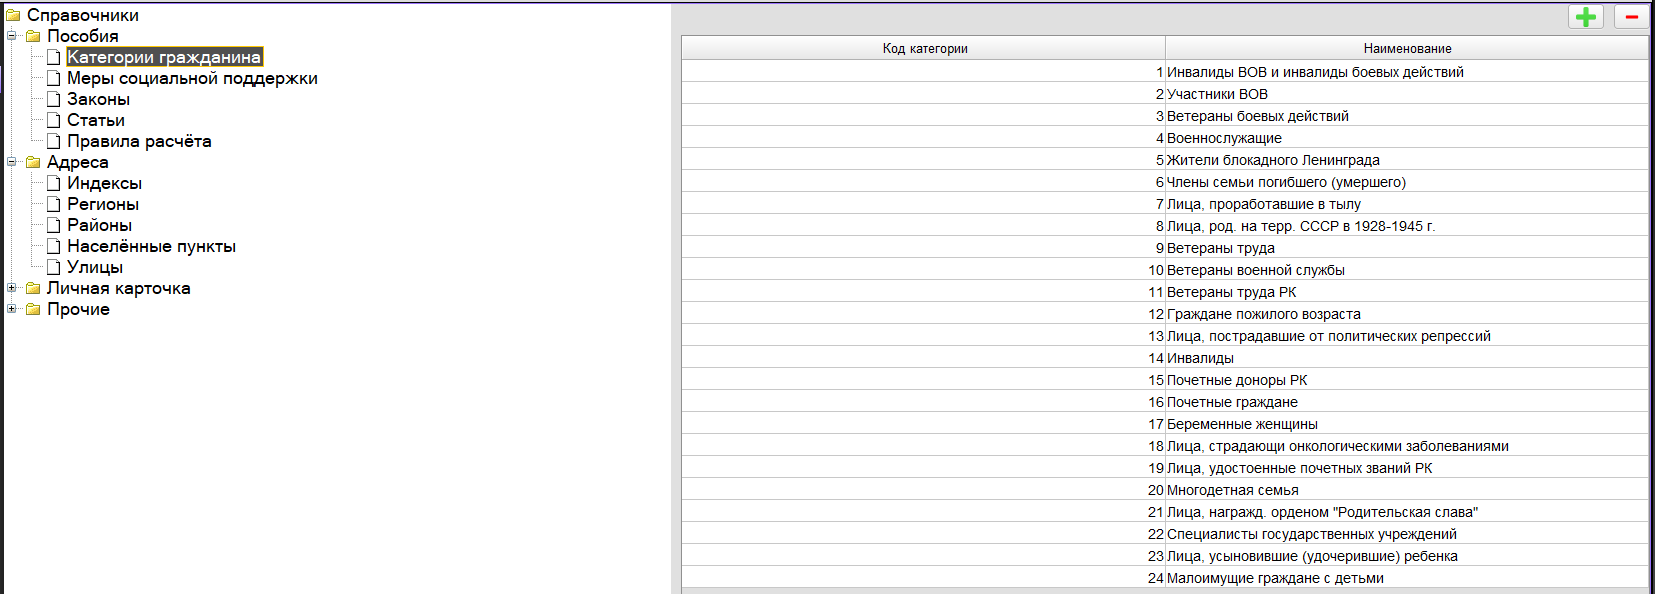 Справочники
Пособия
Категории гражданина
Меры социальной поддержки
Законы
Статьи
Правила расчёта
Адреса
Индексы
Регионы
Районы
Населённые пункты
Улицы
Личная карточка
Прочие
Код категории Наименование
1 Инвалиды ВОВ и инвалиды боевых действий
2 Участники ВОВ
3 Ветераны боевых действий
4 Военнослужащие
5 Жители блокадного Ленинграда
6 Члены семьи погибшего (умершего)
7 Лица, проработавшие в тылу
8 Лица, род. на терр. СССР в 1928-1945 г.
9 Ветераны труда
10 Ветераны военной службы
11 Ветераны труда РК
12 Граждане пожилого возраста
13 Лица, пострадавшие от политических репрессий
14 Инвалиды
15 Почетные доноры РК
16 Почетные граждане
17 Беременные женщины
18 Лица, страдающи онкологическими заболеваниями
19 Лица, удостоенные почетных званий РК
20 Многодетная семья
21 Лица, награжд. орденом "Родительская слава"
22 Специалисты государственных учреждений
23 Лица, усыновившие (удочерившие) ребенка
24 Малоимущие граждане с детьми